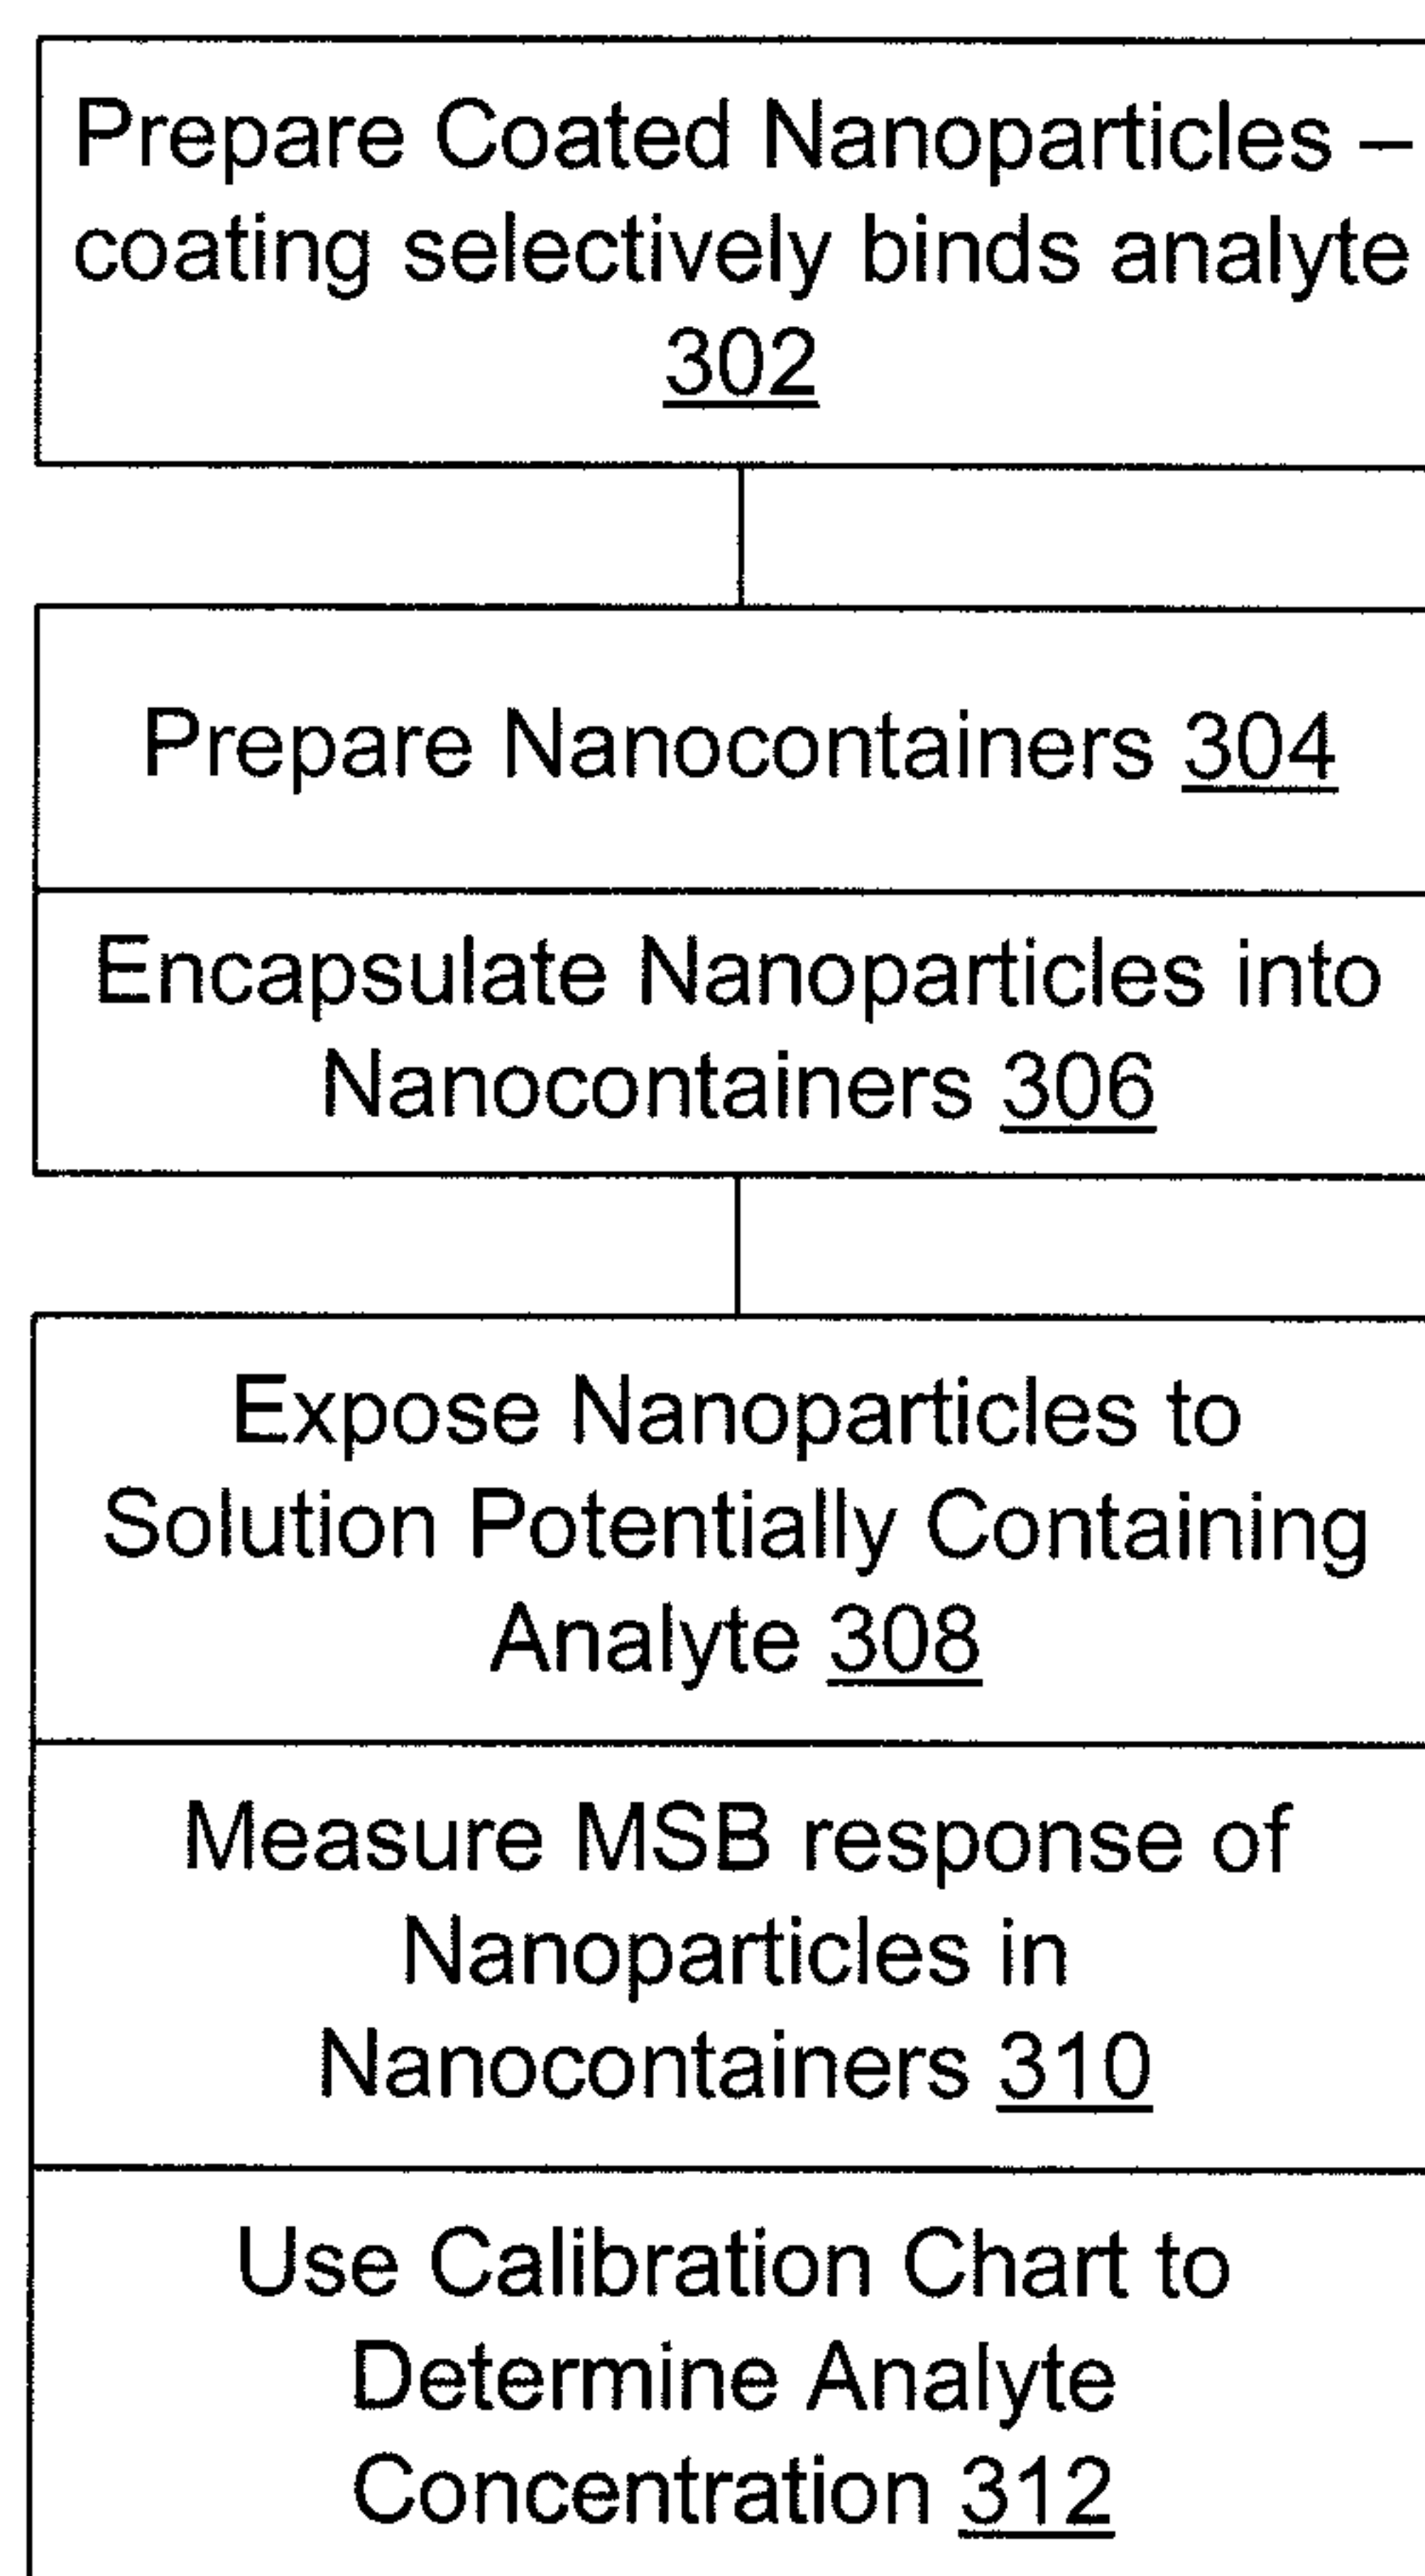 Prepare Coated Nanoparticles –
coating selectively binds analyte
302
Prepare Nanocontainers 304
Encapsulate Nanoparticles into
Nanocontainers 306
Expose Nanoparticles to
Solution Potentially Containing
Analyte 308
Measure MSB response of
Nanoparticles in
Nanocontainers 310
Use Calibration Chart to
Determine Analyte
Concentration 312